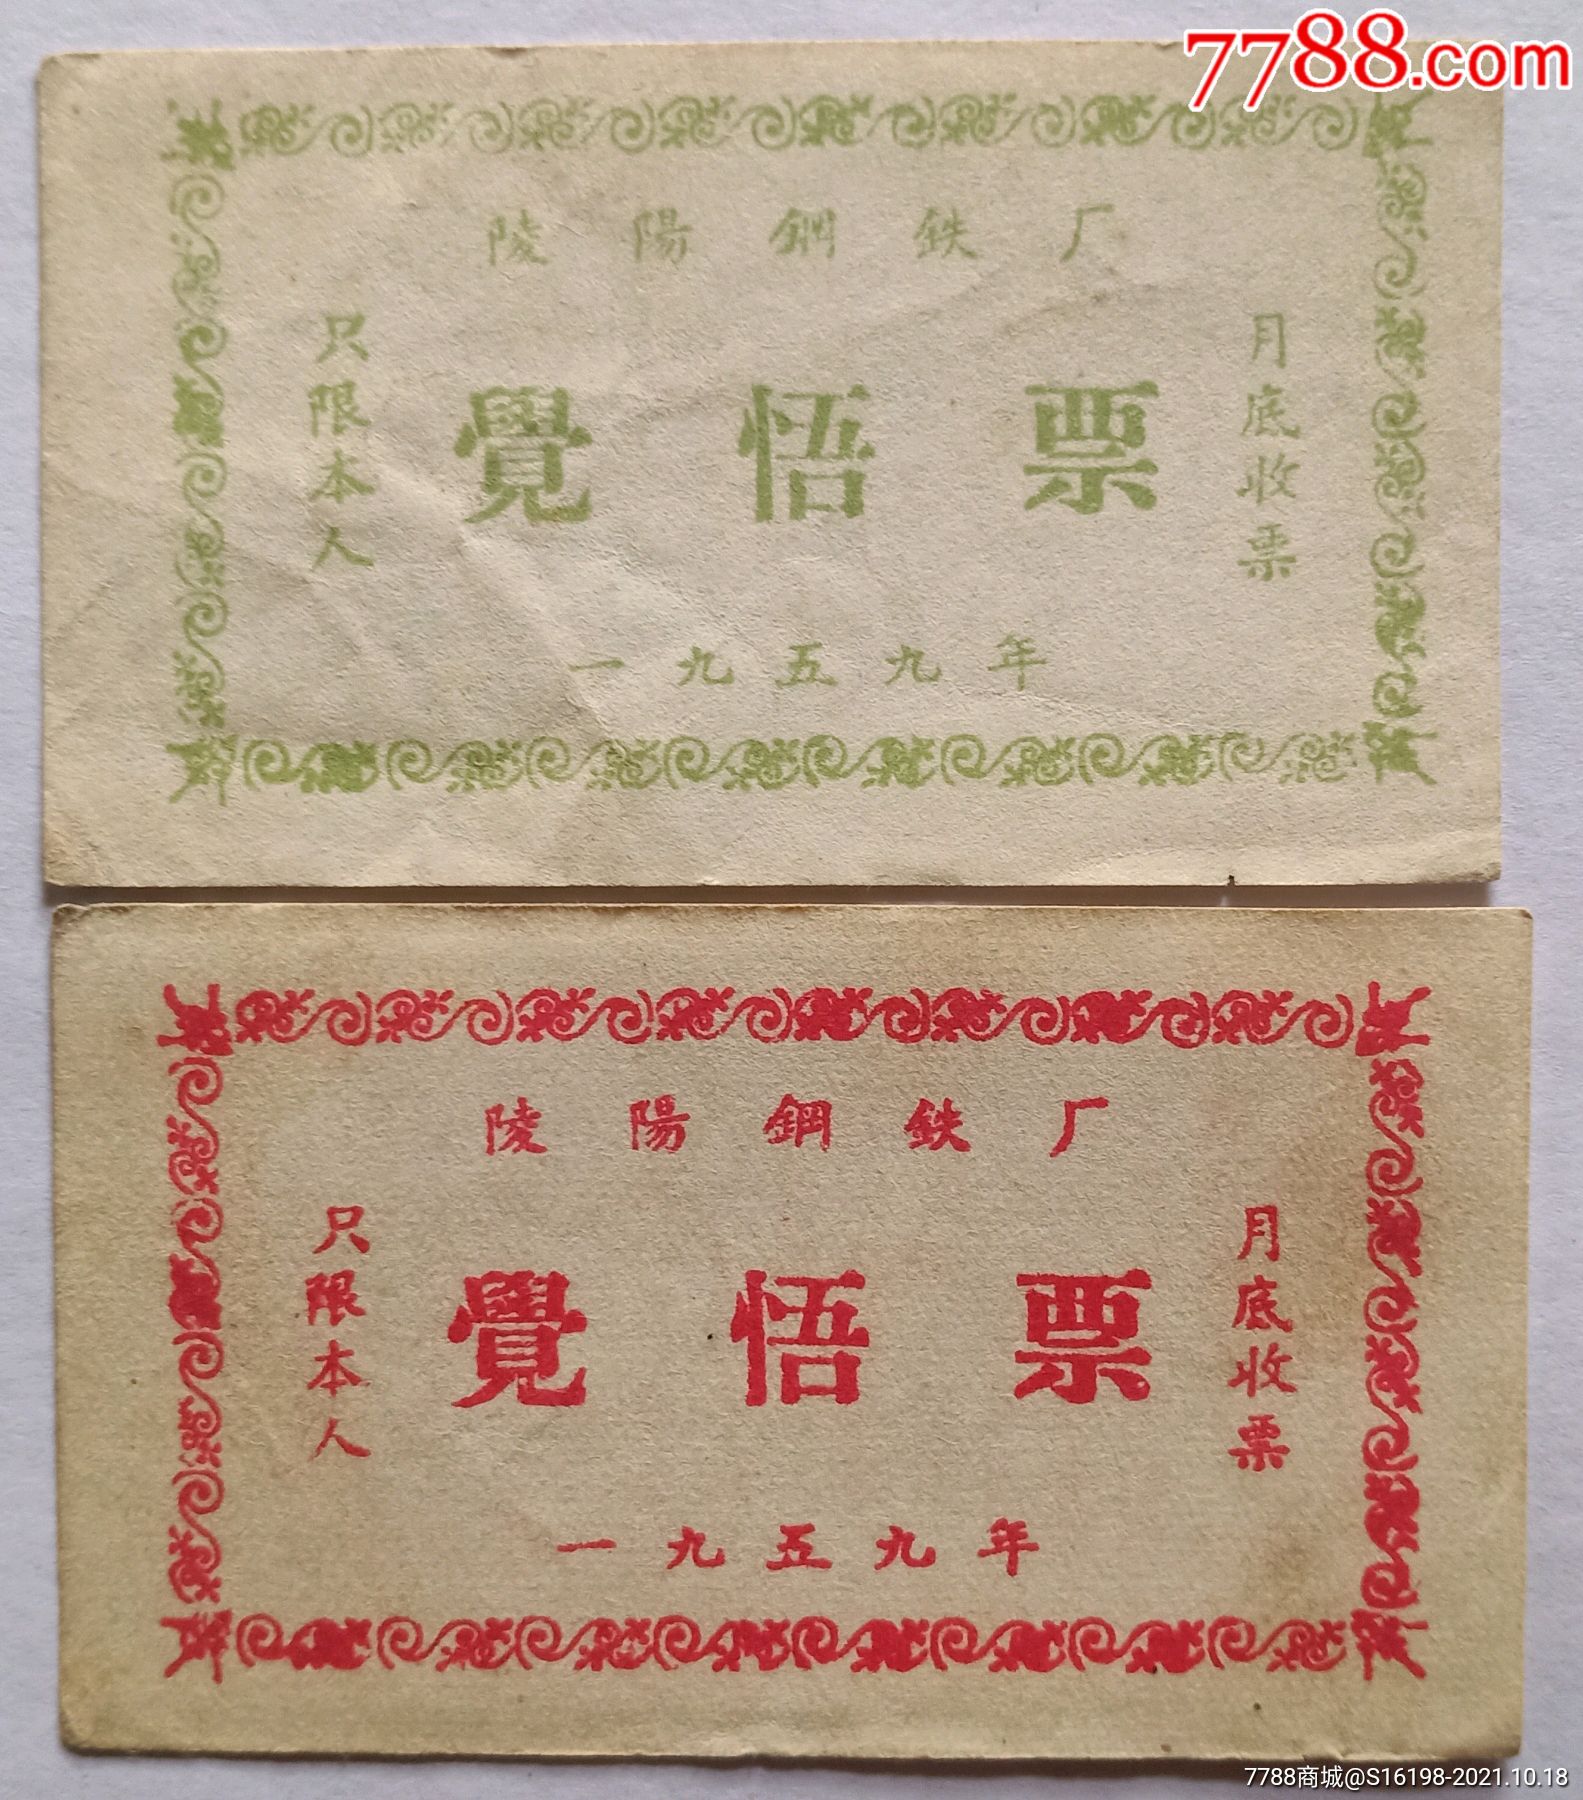 7788.com
陵陽鋼鉄厂
只限本人
覺悟票
月底收票
一九五九年
陵陽鋼鉄厂
只限本人
覺悟票
月底收票
一九五九年
7788商城@S16198-2021.10.18